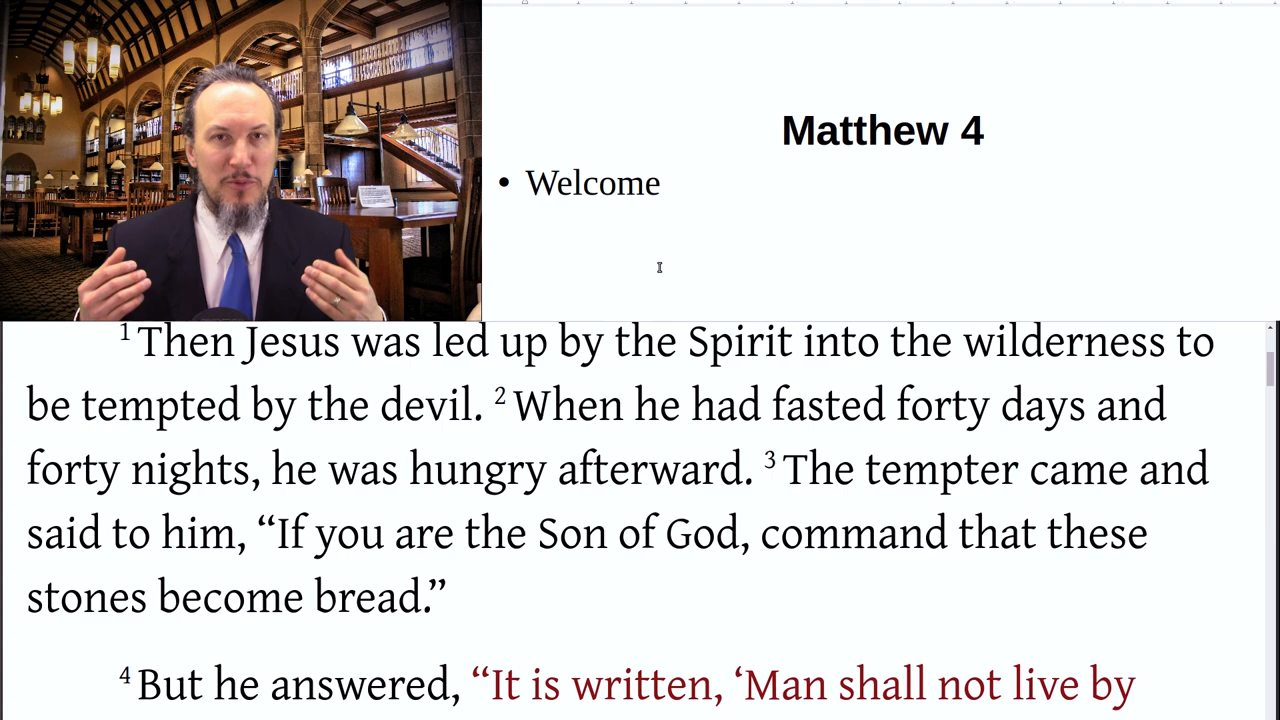 Matthew 4
• Welcome
1 Then Jesus was led up by the Spirit into the wilderness to
be tempted by the devil. 2 When he had fasted forty days and
forty nights, he was hungry afterward. 3 The tempter came and
said to him, “If you are the Son of God, command that these
stones become bread.”
4 But he answered, “It is written, ‘Man shall not live by